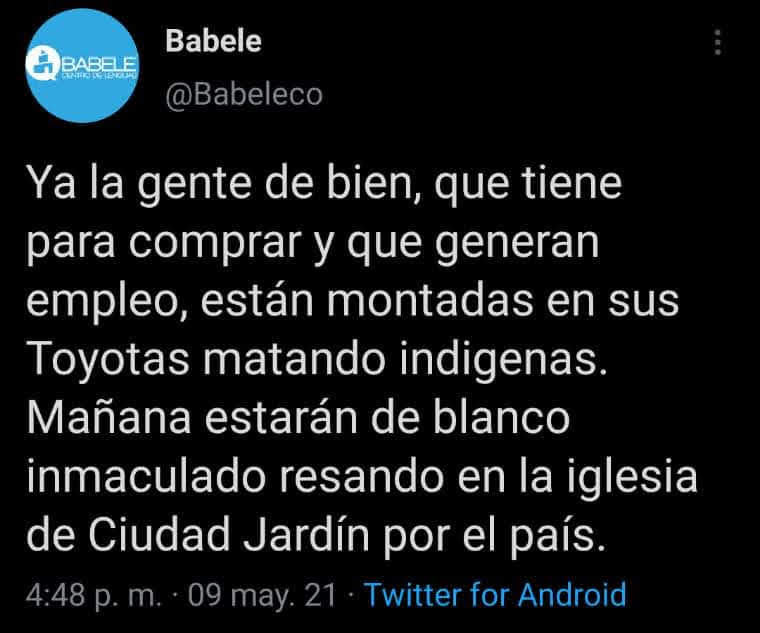 BABELE
CENTRO DE LENGUAS
Babele
@Babeleco
Ya la gente de bien, que tiene
para comprar y que generan
empleo, están montadas en sus
Toyotas matando indigenas.
Mañana estarán de blanco
inmaculado resando en la iglesia
de Ciudad Jardín por el país.
4:48 p. m. · 09 may. 21 · Twitter for Android